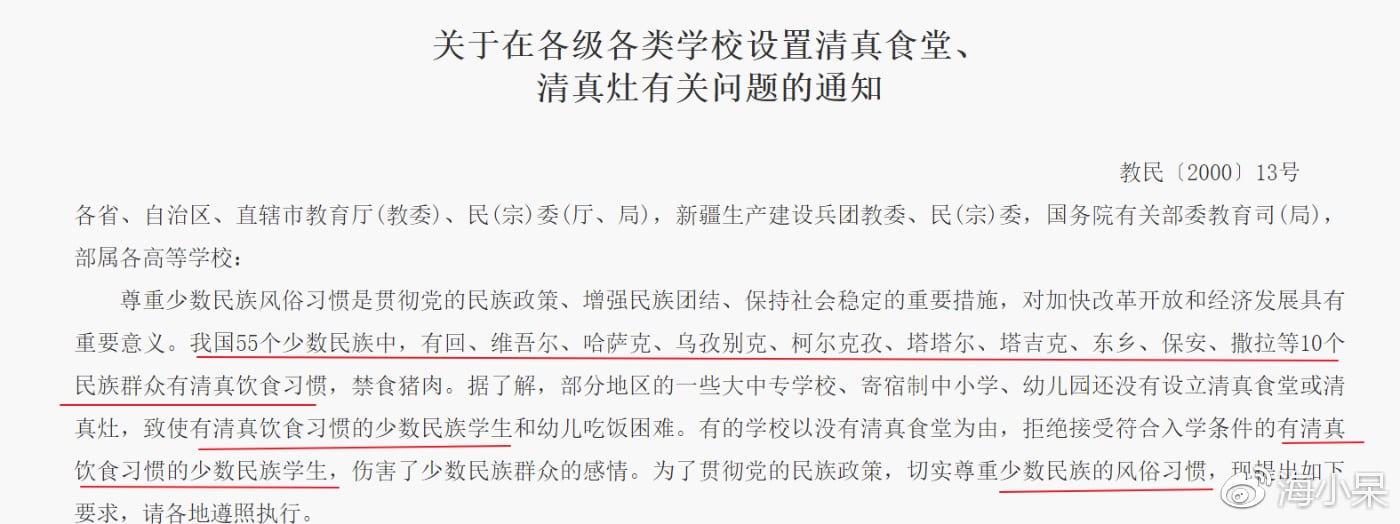 关于在各级各类学校设置清真食堂、
清真灶有关问题的通知
教民〔2000〕13号
各省、自治区、直辖市教育厅(教委)、民(宗)委(厅、局)，新疆生产建设兵团教委、民(宗)委，国务院有关部委教育司(局)，
部属各高等学校：
尊重少数民族风俗习惯是贯彻党的民族政策、增强民族团结、保持社会稳定的重要措施，对加快改革开放和经济发展具有
重要意义。我国55个少数民族中，有回、维吾尔、哈萨克、乌孜别克、柯尔克孜、塔塔尔、塔吉克、东乡、保安、撒拉等10个
民族群众有清真饮食习惯，禁食猪肉。据了解，部分地区的一些大中专学校、寄宿制中小学、幼儿园还没有设立清真食堂或清
真灶，致使有清真饮食习惯的少数民族学生和幼儿吃饭困难。有的学校以没有清真食堂为由，拒绝接受符合入学条件的有清真
饮食习惯的少数民族学生，伤害了少数民族群众的感情。为了贯彻党的民族政策，切实尊重少数民族的风俗习惯，现提出如下
要求，请各地遵照执行。
海小呆